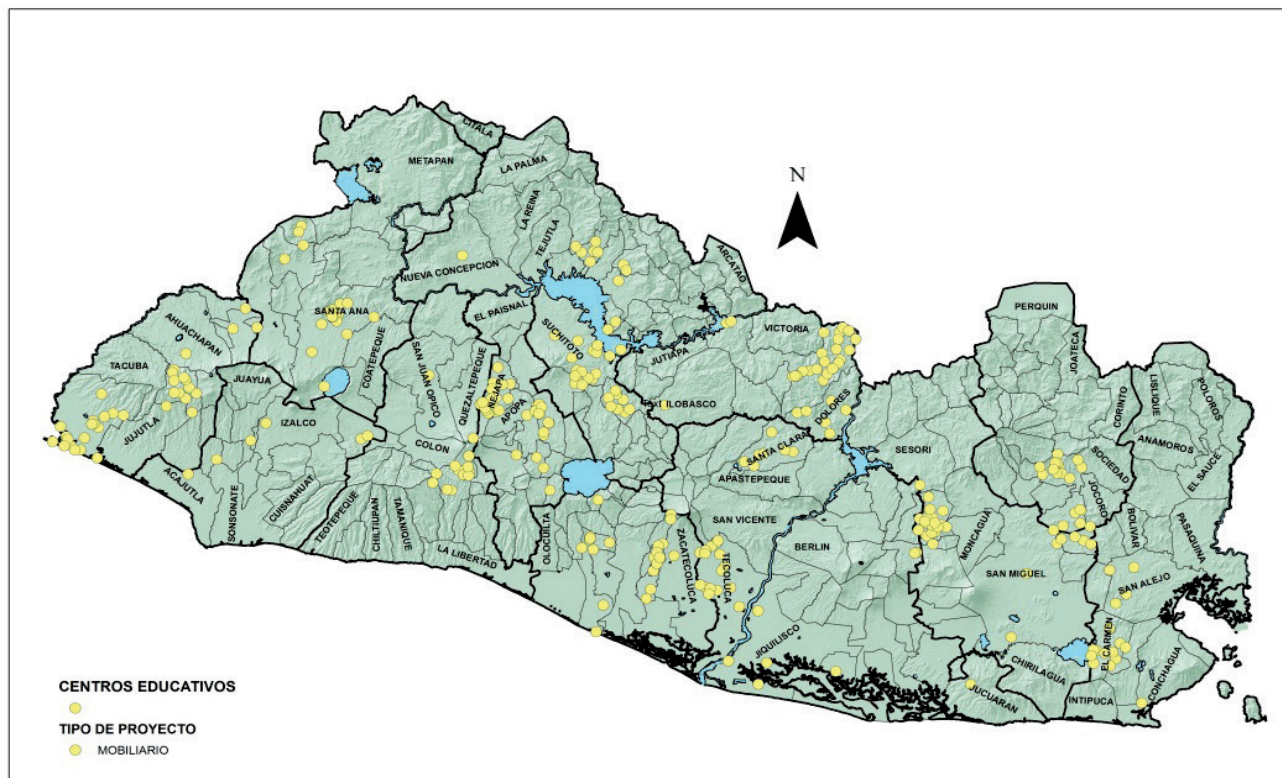 CITALA
METAPAN
LA PALMA
N
LA REINA
TEJUTLA
ARCATAO
NUEVA CONCEPCION
PERQUIN
EL PAISNAL
SANTA ANA
AHUACHAPAN
SUCHITOTO
VICTORIA
JOATECA
COATEPEQUE
JUTIAPA
TACUBA
SAN JUAN OPICO
QUEZALTEPEQUE
NEJAPA
JUAYUA
CORINTO
LISLIQUE
POLOROS
APOPA
ILOBASCO
DOLORES
IZALCO
JUJUTLA
COLON
SANTA CLARA
SESORI
ANAMOROS
SOCIEDAD
EL SAUCE
ACAJUTLA
APASTEPEQUE
CUISNAHUAT
SONSONATE
TEOTEPEQUE
CHILTIUPAN
TAMANIQUE
JOCORO
BOLIVAR
PASAQUINA
SAN VICENTE
OLOCUILTA
ZACATECOLUCA
TECOLUCA
BERLIN
MONCAGUA
LA LIBERTAD
SAN MIGUEL
SAN ALEJO
JIQUILISCO
EL CARMEN
CHIRILAGUA
CONCHAGUA
JUCUARAN
INTIPUCA
CENTROS EDUCATIVOS
TIPO DE PROYECTO
MOBILIARIO